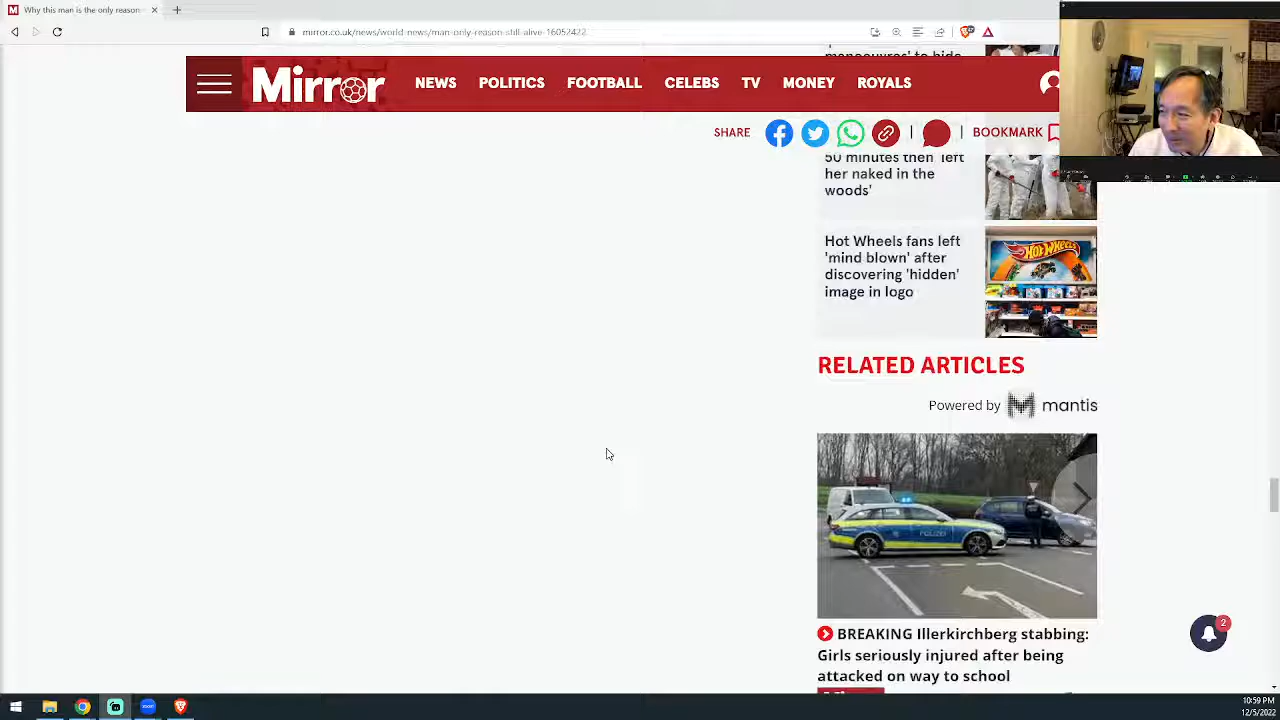 Why this man is the only reason
mirror.co.uk/news/world-news/man-only-reason-still-alive-
Mirror
NEWS
POLITICS
FOOTBALL
CELEBS
TV
MONEY
ROYALS
SHARE
BOOKMARK
50 minutes then 'left
her naked in the
woods'
Hot Wheels fans left
'mind blown' after
discovering 'hidden'
image in logo
HOT WHEELS
RELATED ARTICLES
Powered by mantis
POLIZEI
BREAKING Illerkirchberg stabbing:
Girls seriously injured after being
attacked on way to school
2
10:59 PM
12/5/2022